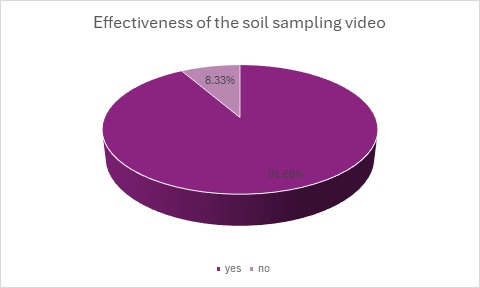 Effectiveness of the soil sampling video
8.33%
91.60%
yes no